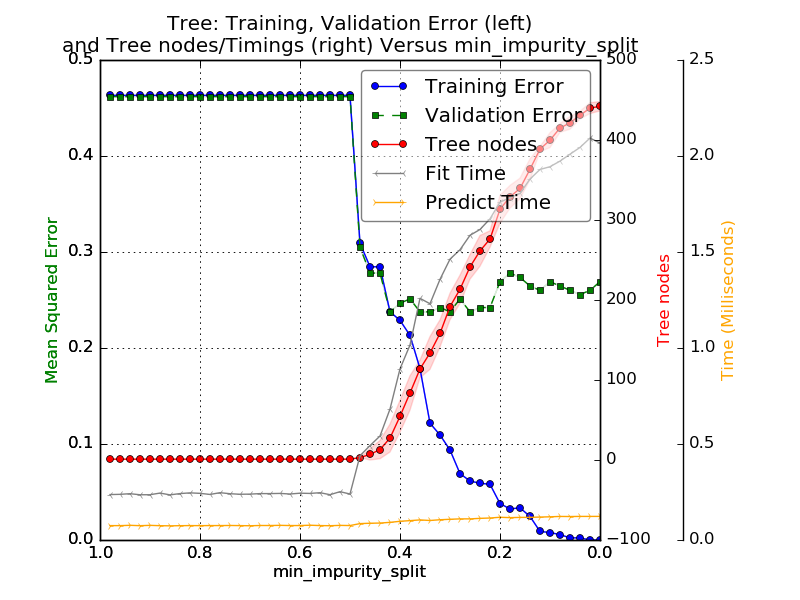 Tree: Training, Validation Error (left)
and Tree nodes/Timings (right) Versus min_impurity_split
Training Error
Validation Error
Tree nodes
Fit Time
Predict Time
Mean Squared Error
0.5
0.4
0.3
0.2
0.1
0.0
1.0
0.8
0.6
0.4
0.2
0.0
min_impurity_split
500
400
300
200
100
0
−100
Tree nodes
2.5
2.0
1.5
1.0
0.5
0.0
Time (Milliseconds)